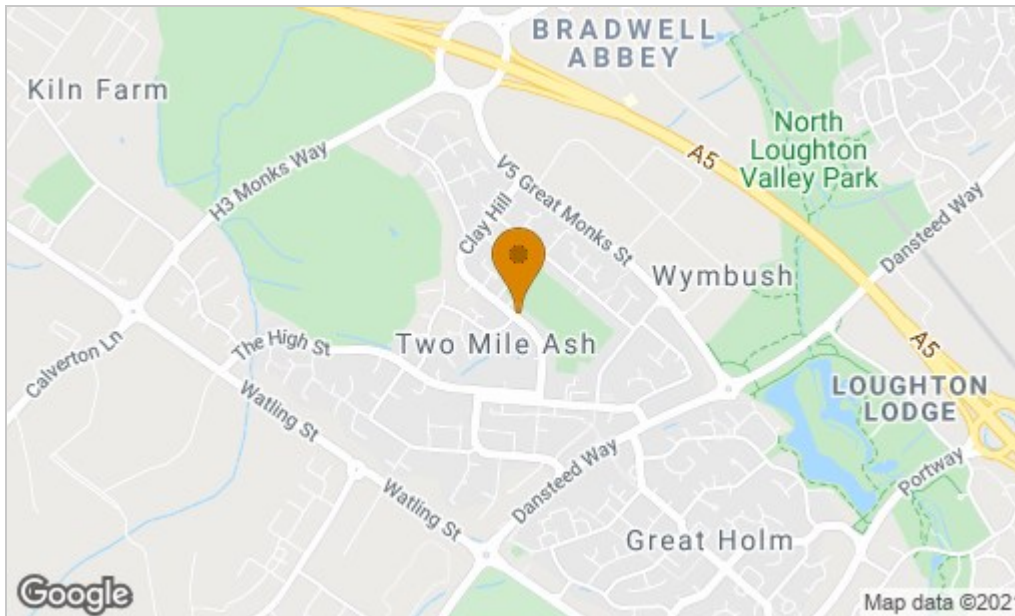 BRADWELL
ABBEY
Kiln Farm
North
Loughton
Valley Park
A5
H3 Monks Way
V5 Great Monks St
Clay Hill
Dansteed Way
Wymbush
Calverton Ln
The High St
Two Mile Ash
A5
LOUGHTON
LODGE
Watling St
Dansteed Way
Portway
Watling St
Great Holm
Google
Map data ©2021